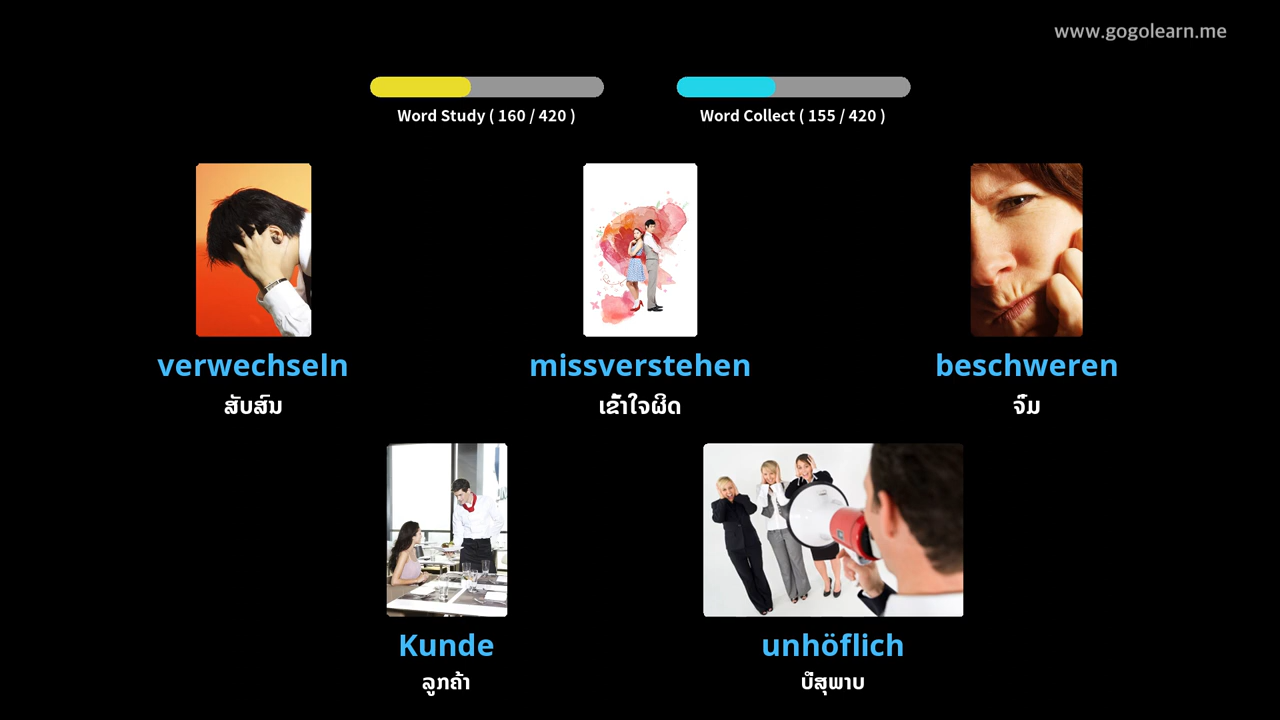 www.gogolearn.me
Word Study ( 160 / 420 )
Word Collect ( 155 / 420 )
verwechseln
ສັບສົນ
missverstehen
ເຂົ້າໃຈຜິດ
beschweren
ຈົ່ມ
Kunde
ລູກຄ້າ
unhöflich
ບໍ່ສຸພາບ